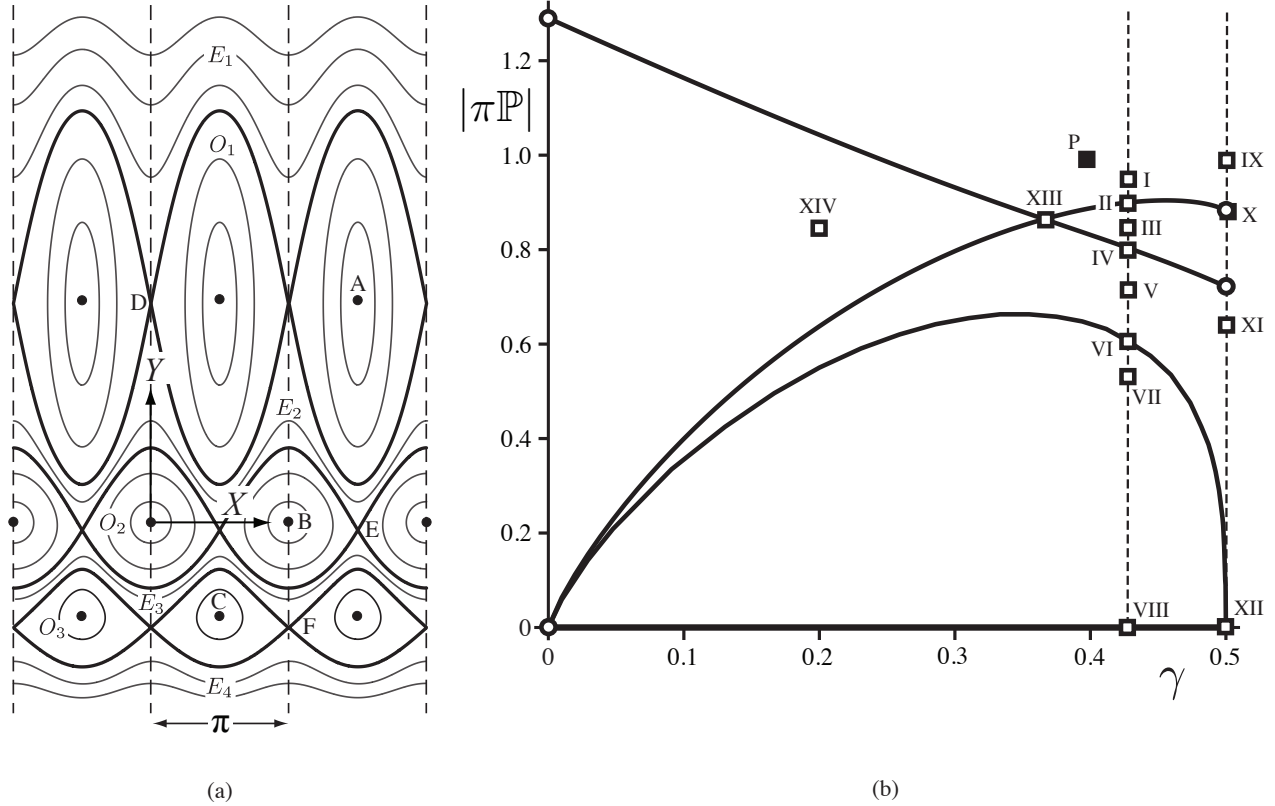 E₁
O₁
A
D
Y
E₂
X
O₂
B
E
E₃
C
O₃
F
E₄
π
(a)
|πℙ|
1.2
1.0
0.8
0.6
0.4
0.2
0
P
I
IX
XIV
XIII
II
X
III
IV
V
XI
VI
VII
VIII
XII
0
0.1
0.2
0.3
0.4
0.5
γ
(b)